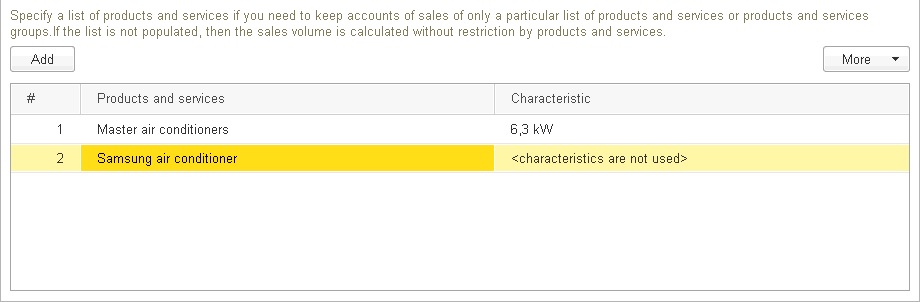 Specify a list of products and services if you need to keep accounts of sales of only a particular list of products and services or products and services
groups.If the list is not populated, then the sales volume is calculated without restriction by products and services.
Add More
# Products and services Characteristic
1 Master air conditioners 6,3 kW
2 Samsung air conditioner <characteristics are not used>